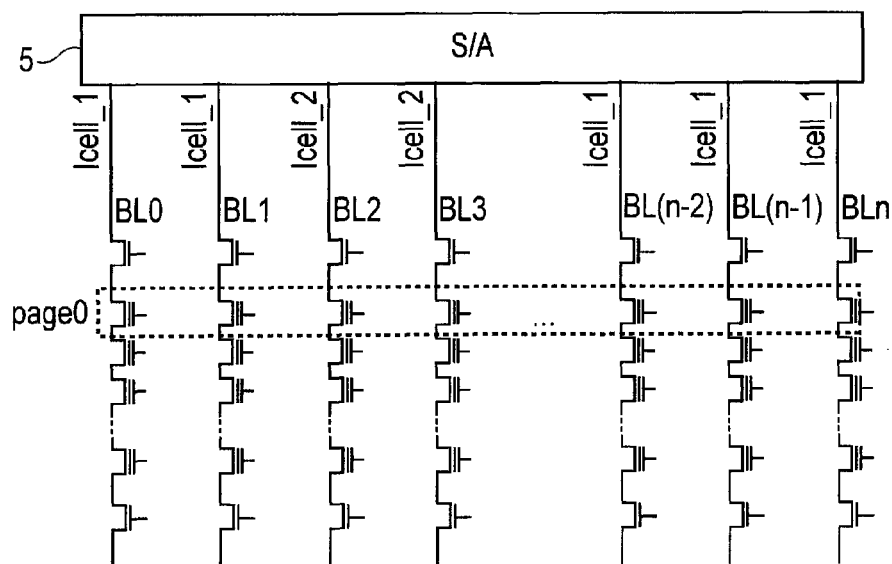 5
S/A
Icell_1 Icell_1 Icell_2 Icell_2 Icell_1 Icell_1 Icell_1
BL0 BL1 BL2 BL3 BL(n-2) BL(n-1) BLn
page0
...